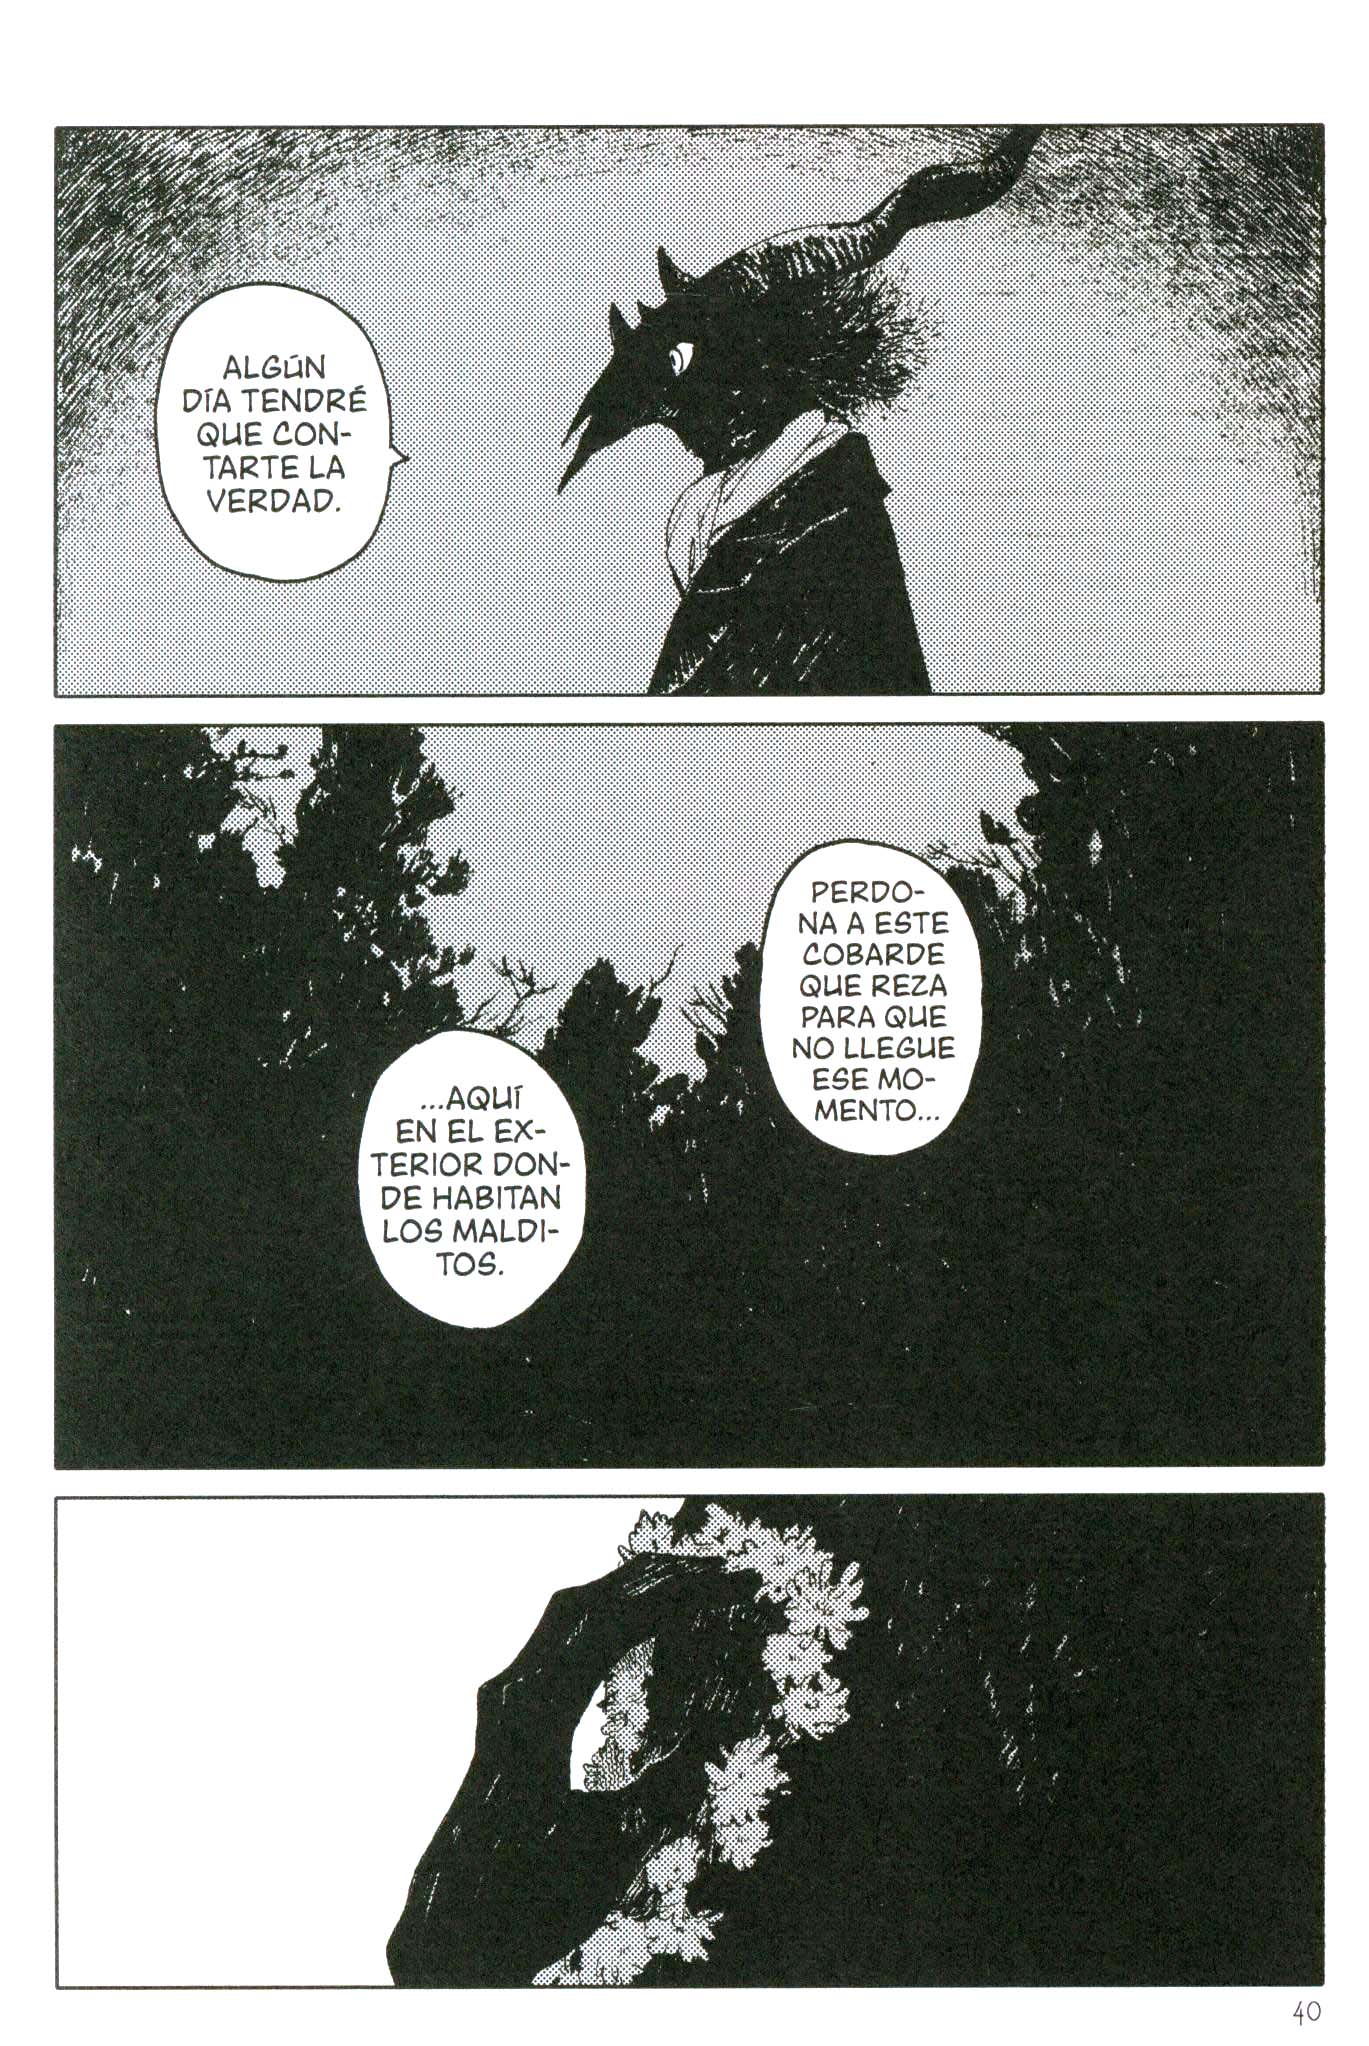 ALGÚN
DÍA TENDRÉ
QUE CON-
TARTE LA
VERDAD.
PERDO-
NA A ESTE
COBARDE
QUE REZA
PARA QUE
NO LLEGUE
ESE MO-
MENTO...
...AQUÍ
EN EL EX-
TERIOR DON-
DE HABITAN
LOS MALDI-
TOS.
40